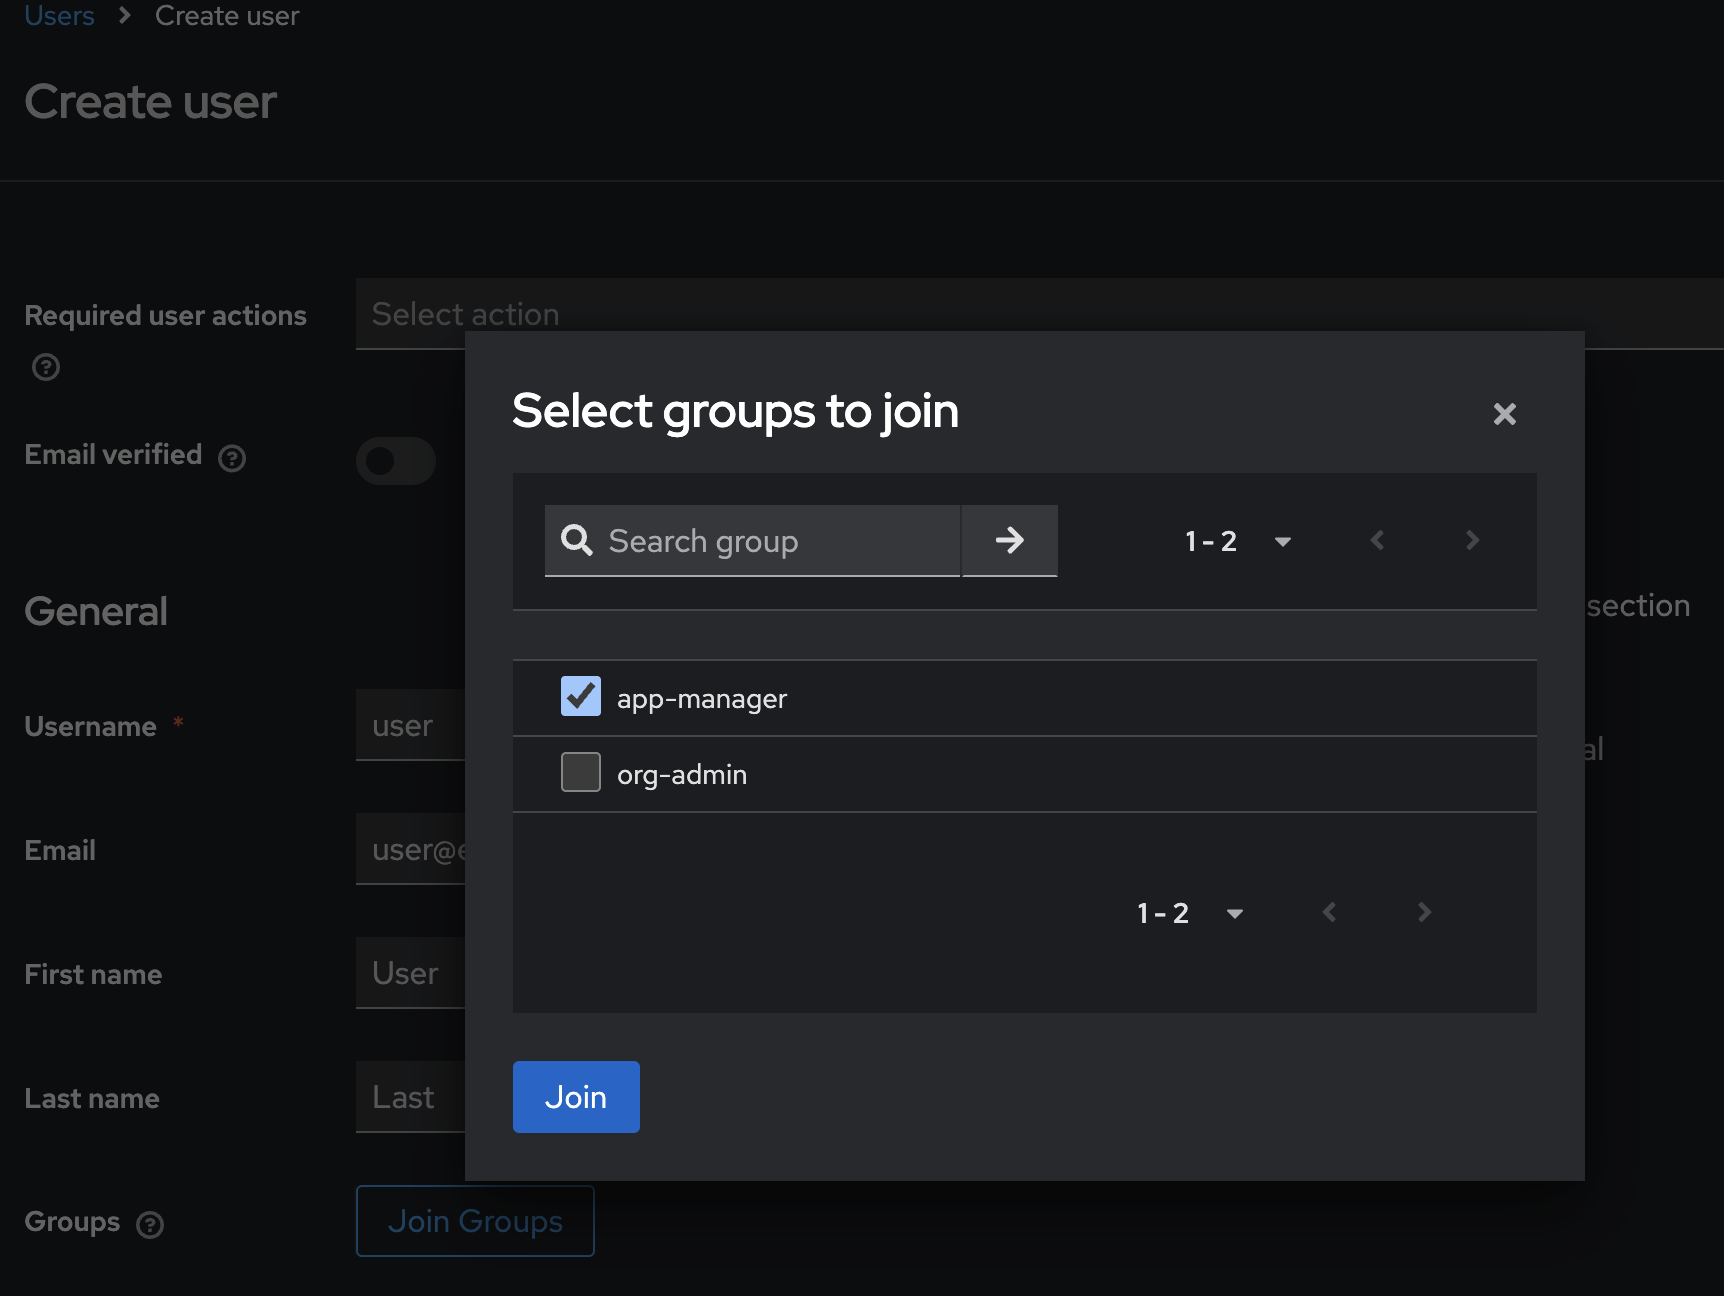 Users > Create user
Create user
Required user actions
Select action
Email verified
General
Username *
user
Email
user@
First name
User
Last name
Last
Groups
Join Groups
section
al
Select groups to join
Search group
1 - 2
app-manager
org-admin
1 - 2
Join